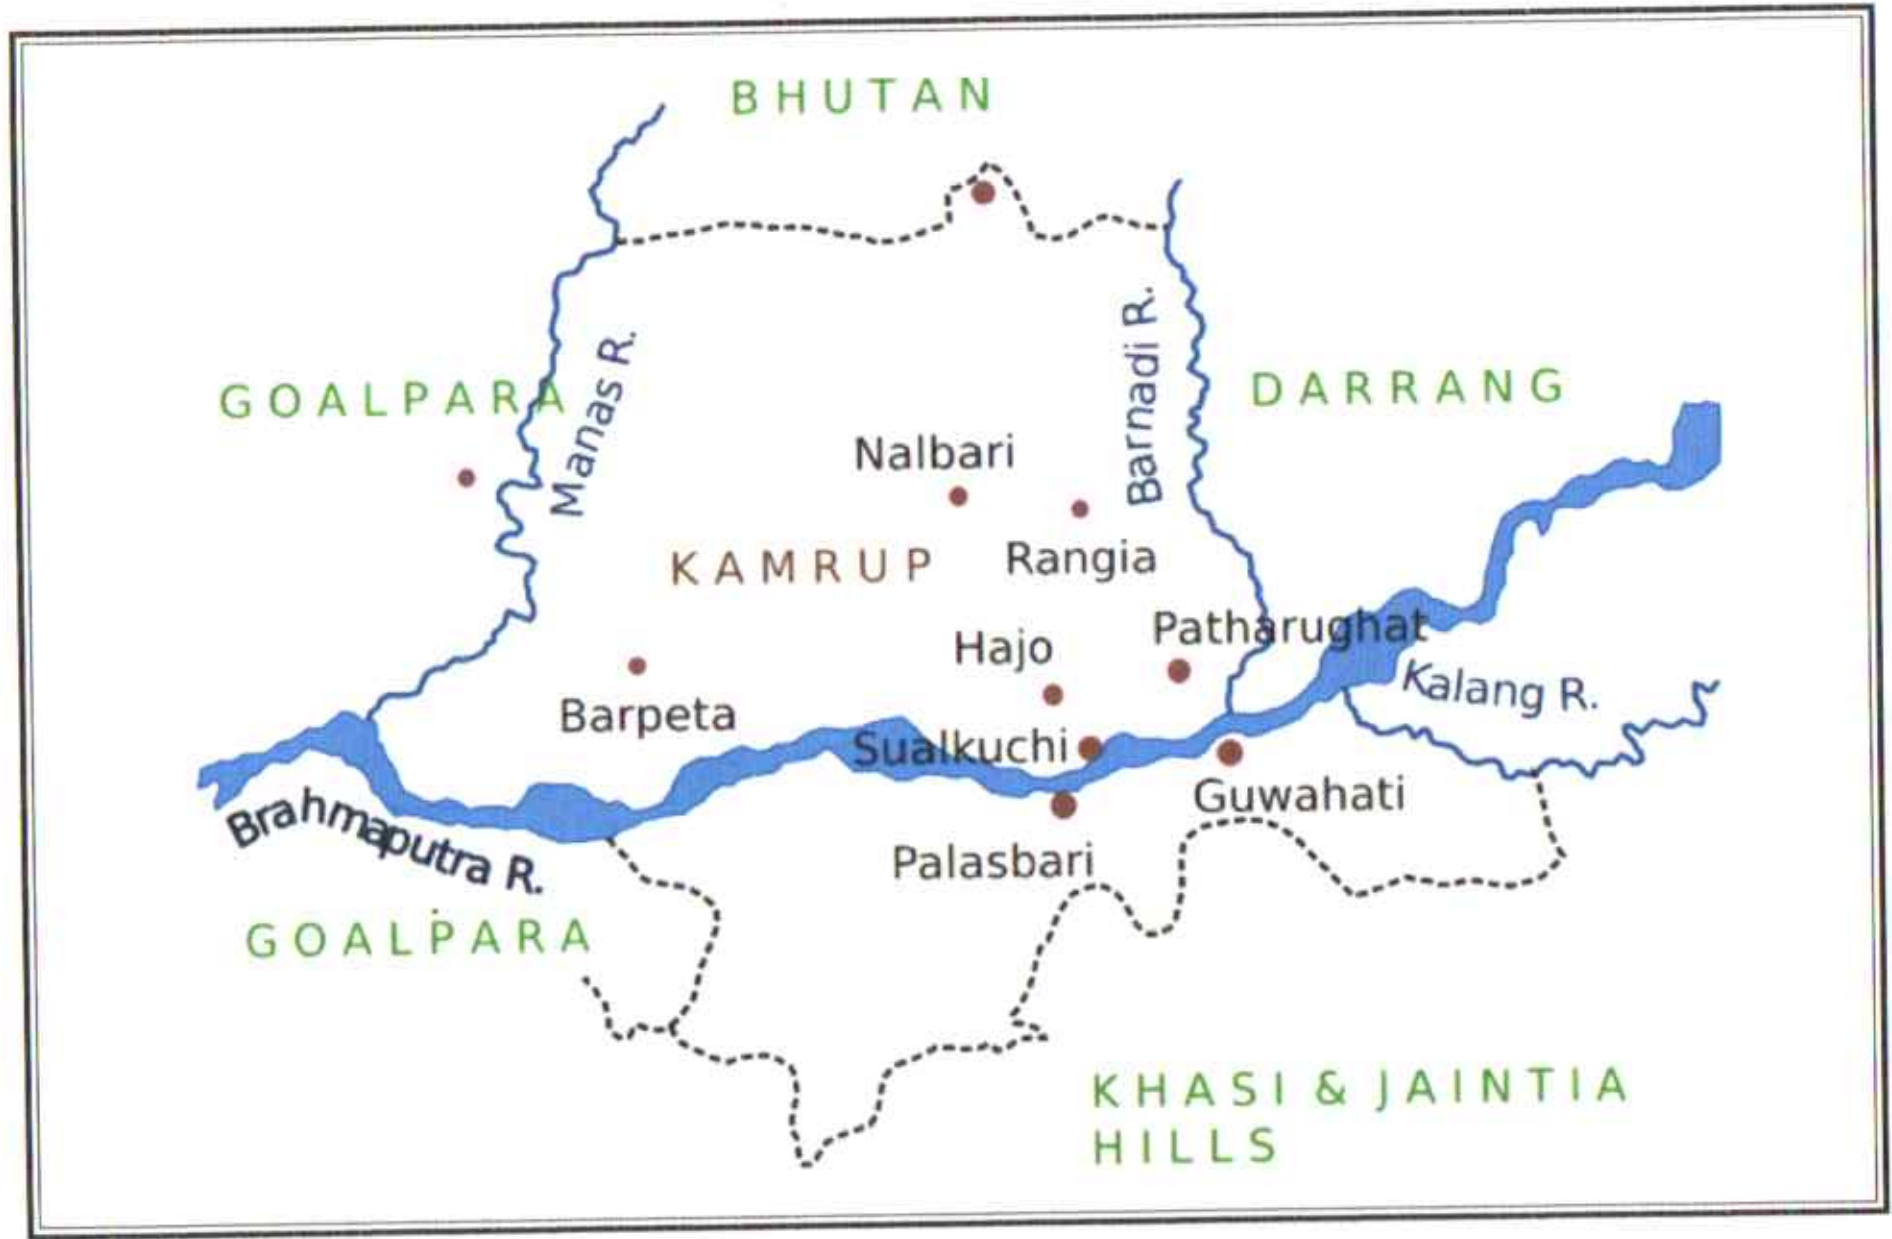 BHUTAN
Manas R.
Barnadi R.
GOALPARA
DARRANG
Nalbari
KAMRUP
Rangia
Hajo
Patharughat
Kalang R.
Barpeta
Sualkuchi
Guwahati
Brahmaputra R.
Palasbari
GOALPARA
KHASI & JAINTIA
HILLS